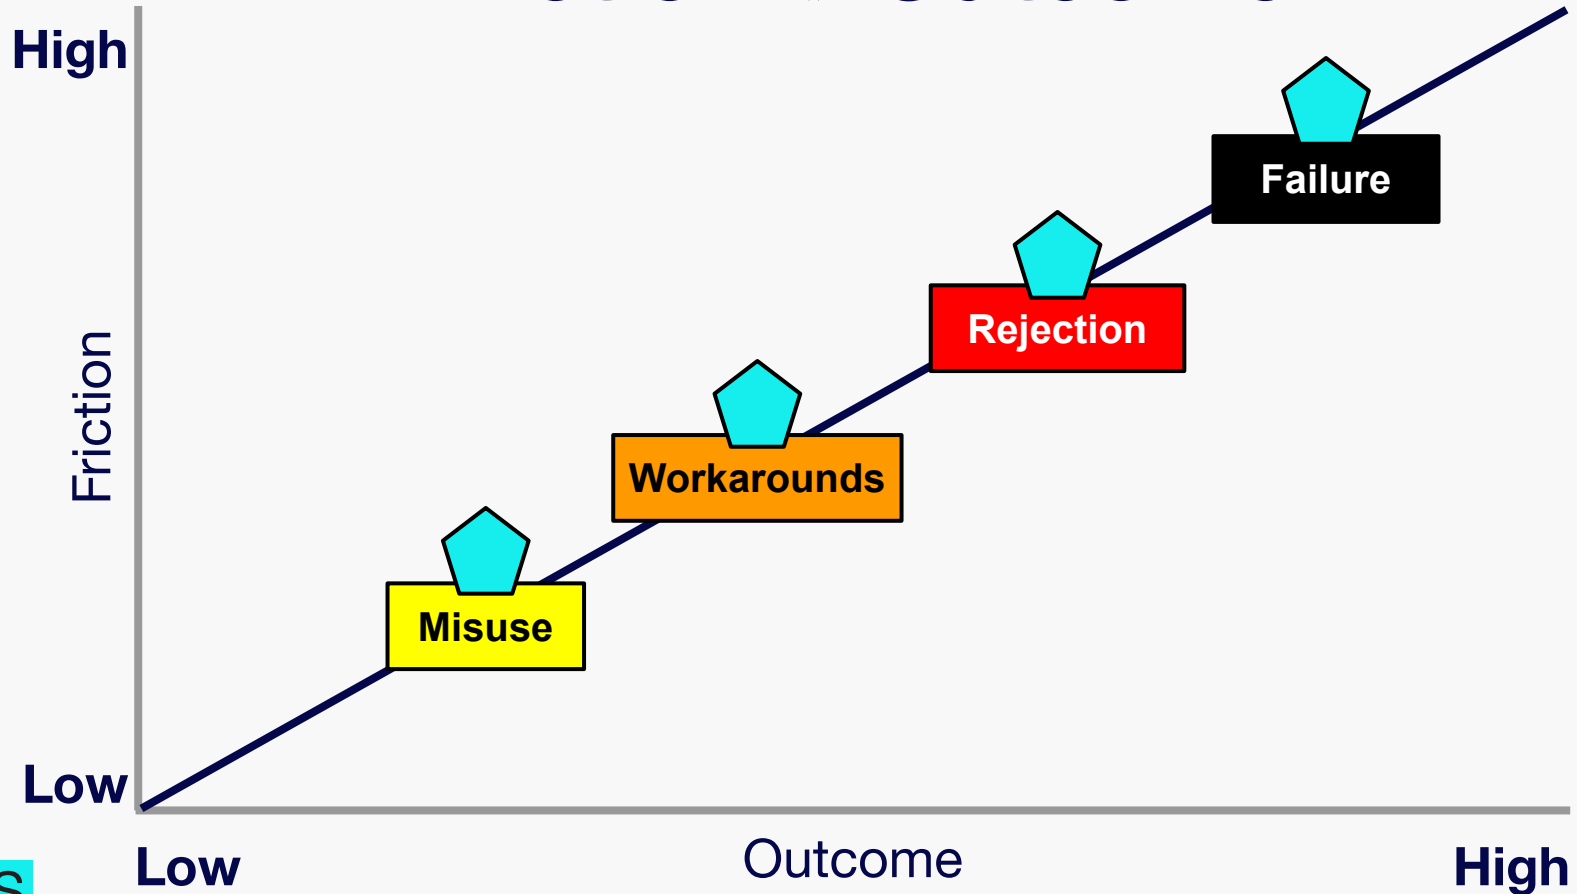 High
Failure
Rejection
Friction
Workarounds
Misuse
Low
Low
Outcome
High